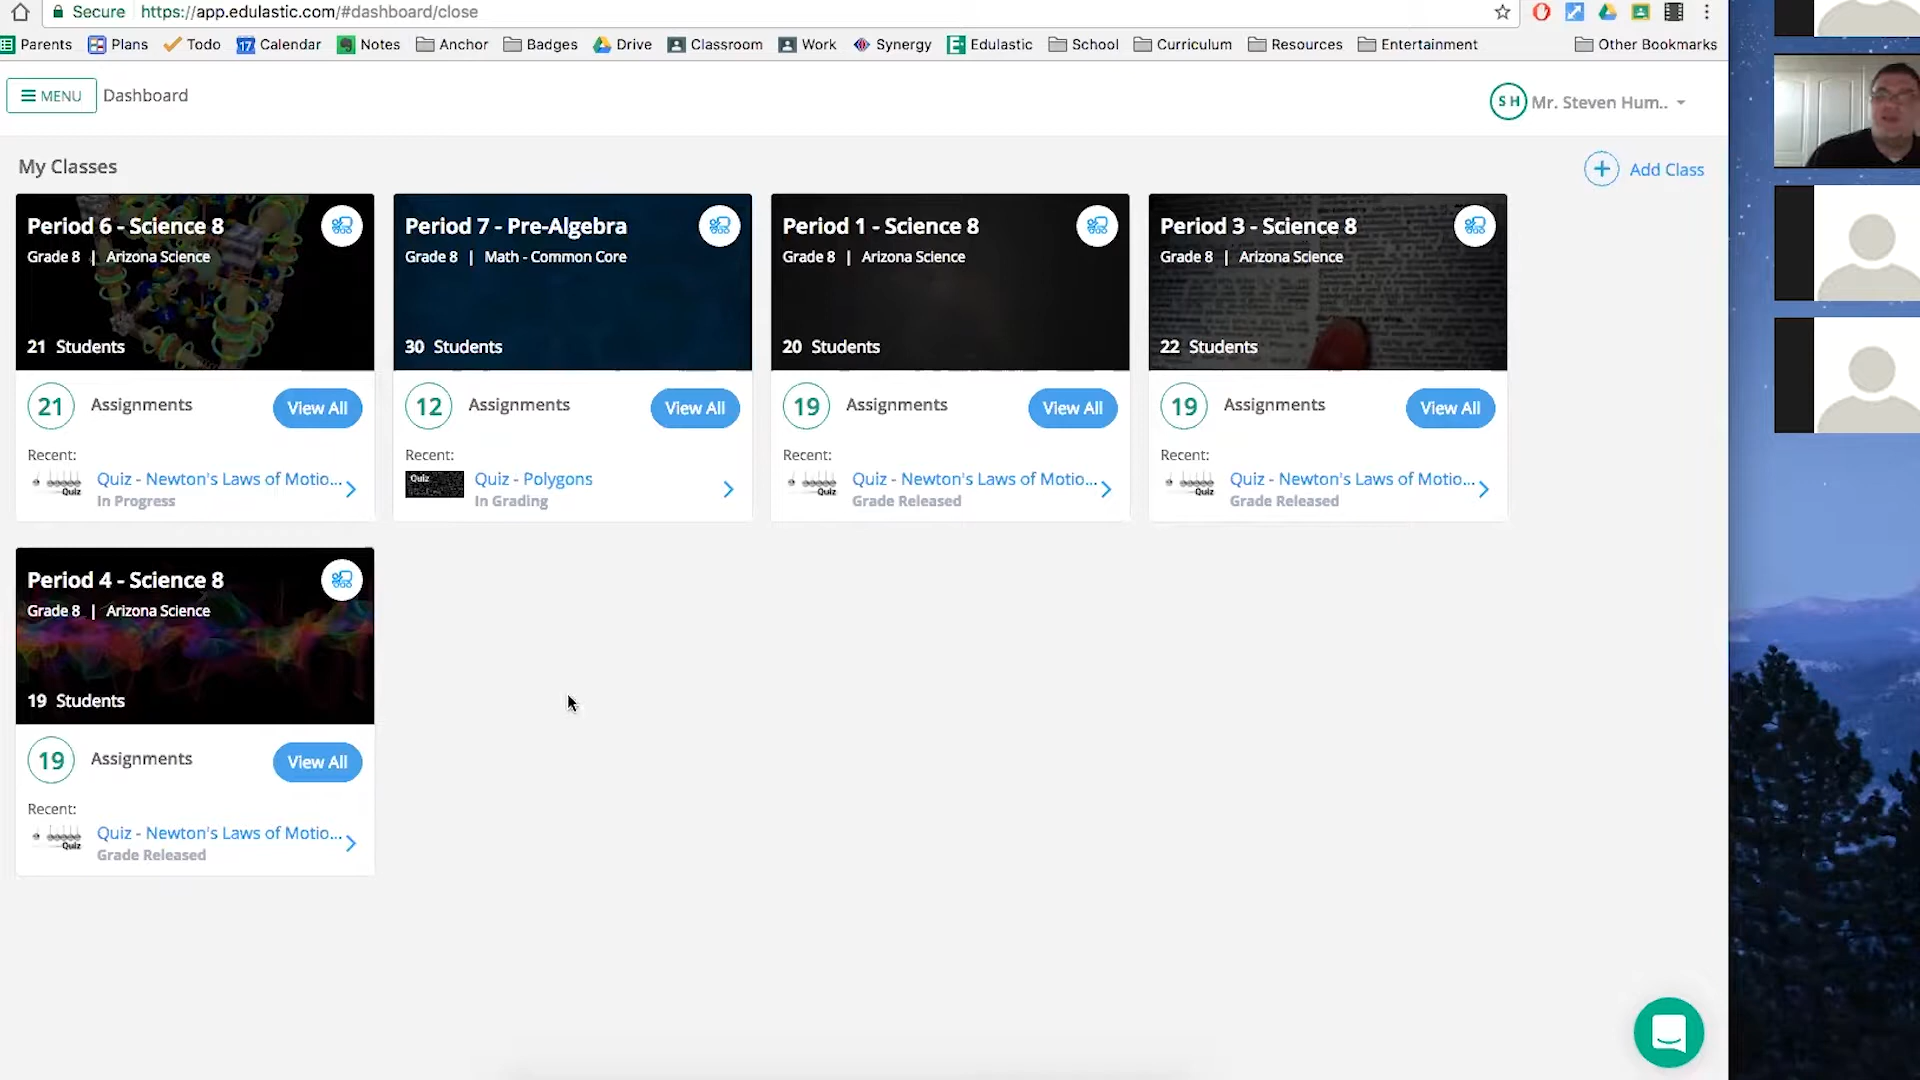 Secure https://app.edulastic.com/#dashboard/close
Parents Plans Todo 17 Calendar Notes Anchor Badges Drive Classroom Work Synergy E Edulastic School Curriculum Resources Entertainment Other Bookmarks
MENU Dashboard
S H Mr. Steven Hum..
My Classes
+ Add Class
Period 6 - Science 8
Grade 8 | Arizona Science
21 Students
21 Assignments View All
Recent:
Quiz Quiz - Newton's Laws of Motio...
In Progress
Period 7 - Pre-Algebra
Grade 8 | Math - Common Core
30 Students
12 Assignments View All
Recent:
Quiz Quiz - Polygons
In Grading
Period 1 - Science 8
Grade 8 | Arizona Science
20 Students
19 Assignments View All
Recent:
Quiz Quiz - Newton's Laws of Motio...
Grade Released
Period 3 - Science 8
Grade 8 | Arizona Science
22 Students
19 Assignments View All
Recent:
Quiz Quiz - Newton's Laws of Motio...
Grade Released
Period 4 - Science 8
Grade 8 | Arizona Science
19 Students
19 Assignments View All
Recent:
Quiz Quiz - Newton's Laws of Motio...
Grade Released